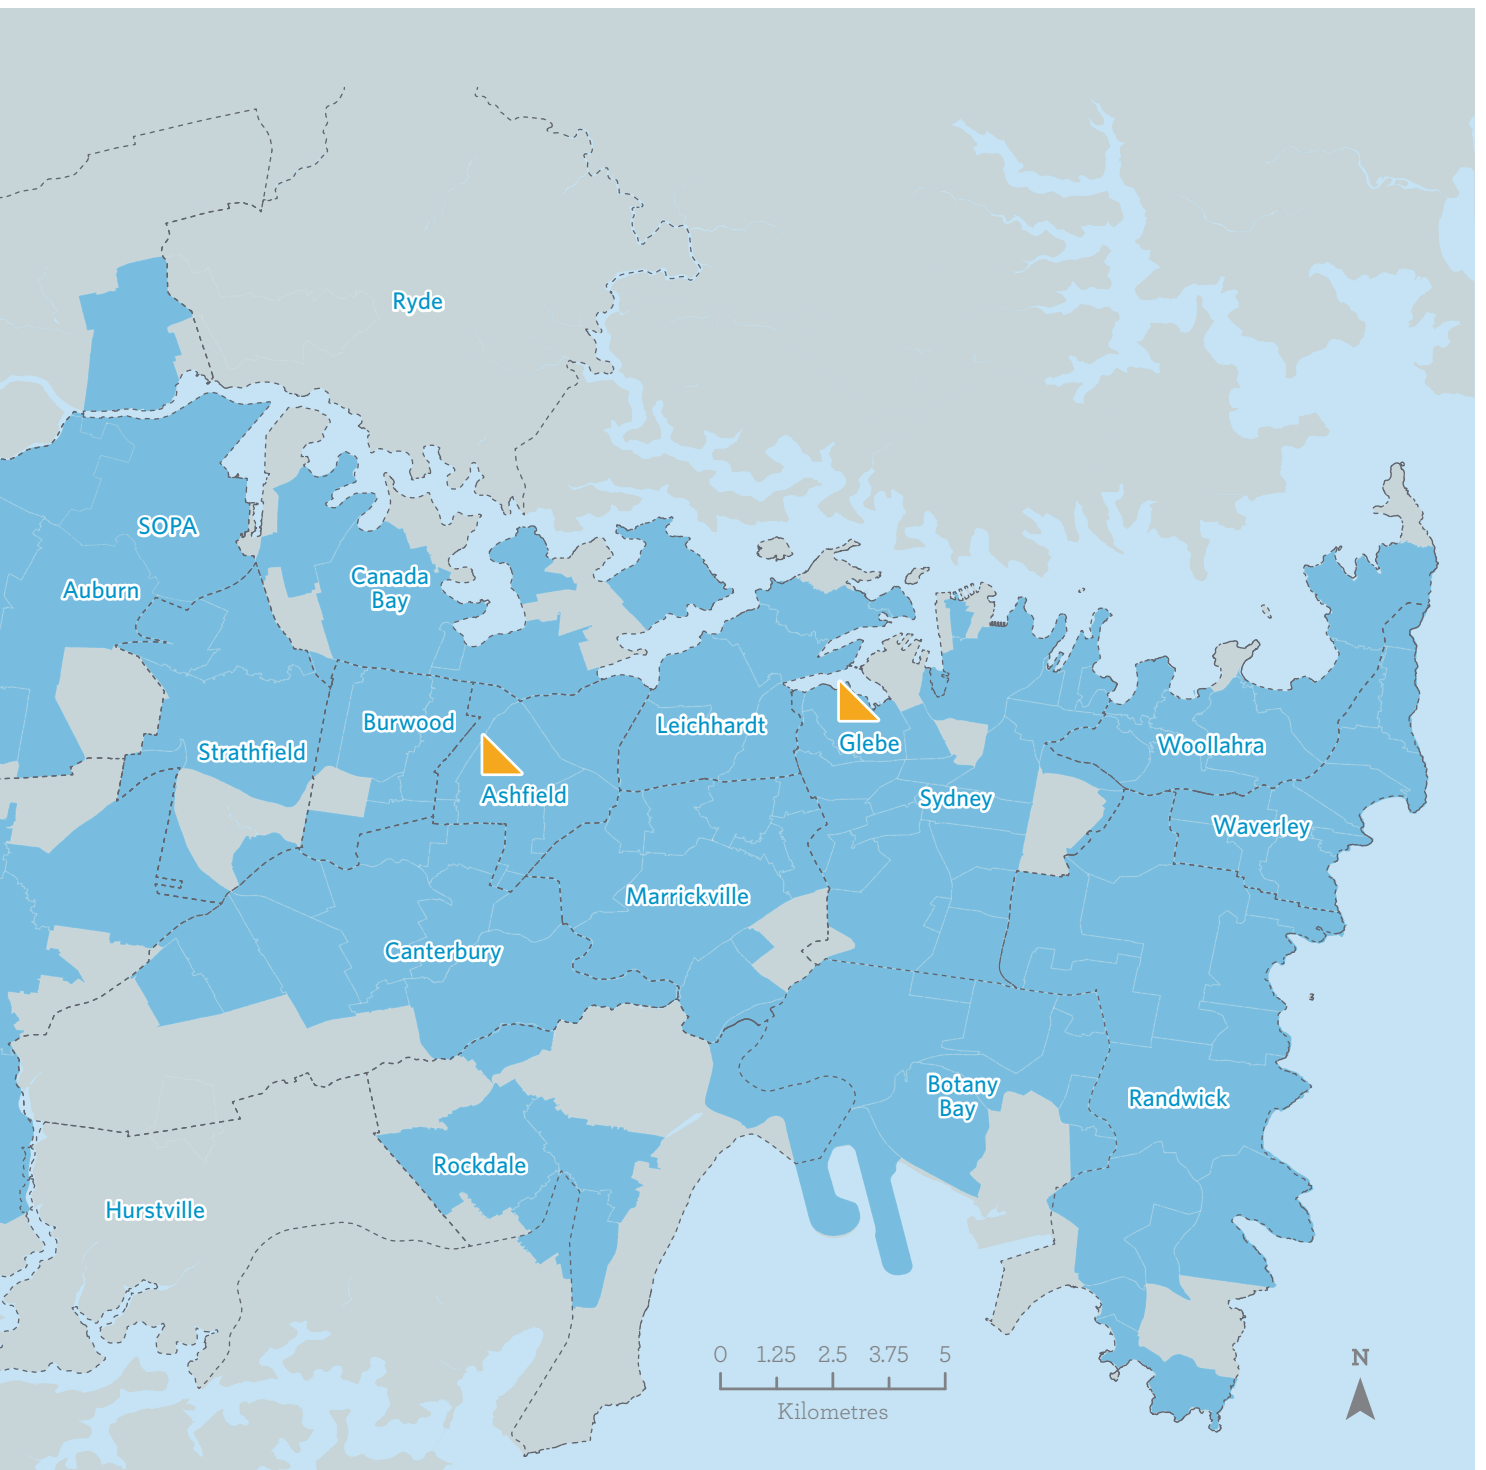 Ryde
SOPA
Canada
Bay
Auburn
Burwood
Leichhardt
Strathfield
Glebe
Woollahra
Ashfield
Sydney
Waverley
Marrickville
Canterbury
Botany
Bay
Randwick
Rockdale
Hurstville
0 1.25 2.5 3.75 5
Kilometres
N